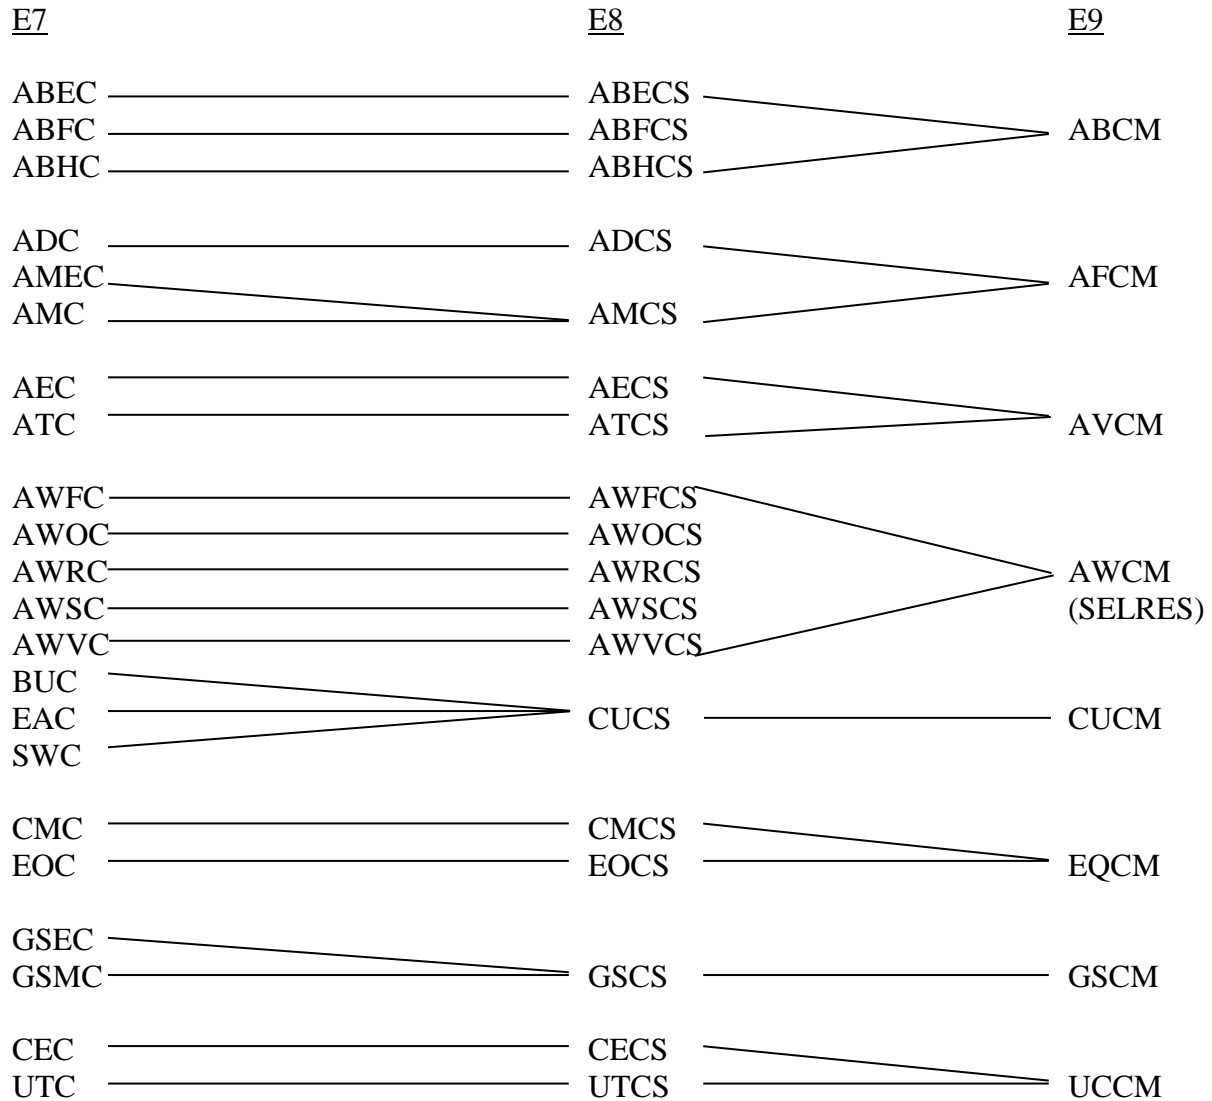 E7 E8 E9
ABEC ABECS
ABFC ABFCS ABCM
ABHC ABHCS
ADC ADCS
AMEC AFCM
AMC AMCS
AEC AECS
ATC ATCS AVCM
AWFC AWFCS
AWOC AWOCS
AWRC AWRCS AWCM
AWSC AWSCS (SELRES)
AWVC AWVCS
BUC
EAC CUCS CUCM
SWC
CMC CMCS
EOC EOCS EQCM
GSEC
GSMC GSCS GSCM
CEC CECS
UTC UTCS UCCM